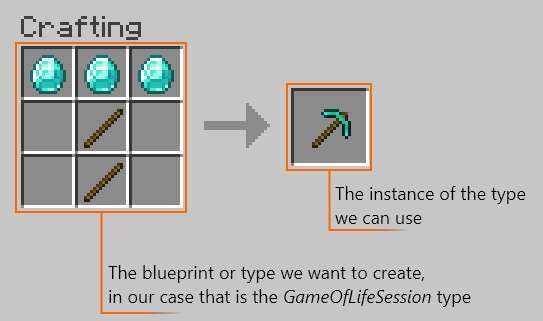 Crafting
The instance of the type
we can use
The blueprint or type we want to create,
in our case that is the GameOfLifeSession type